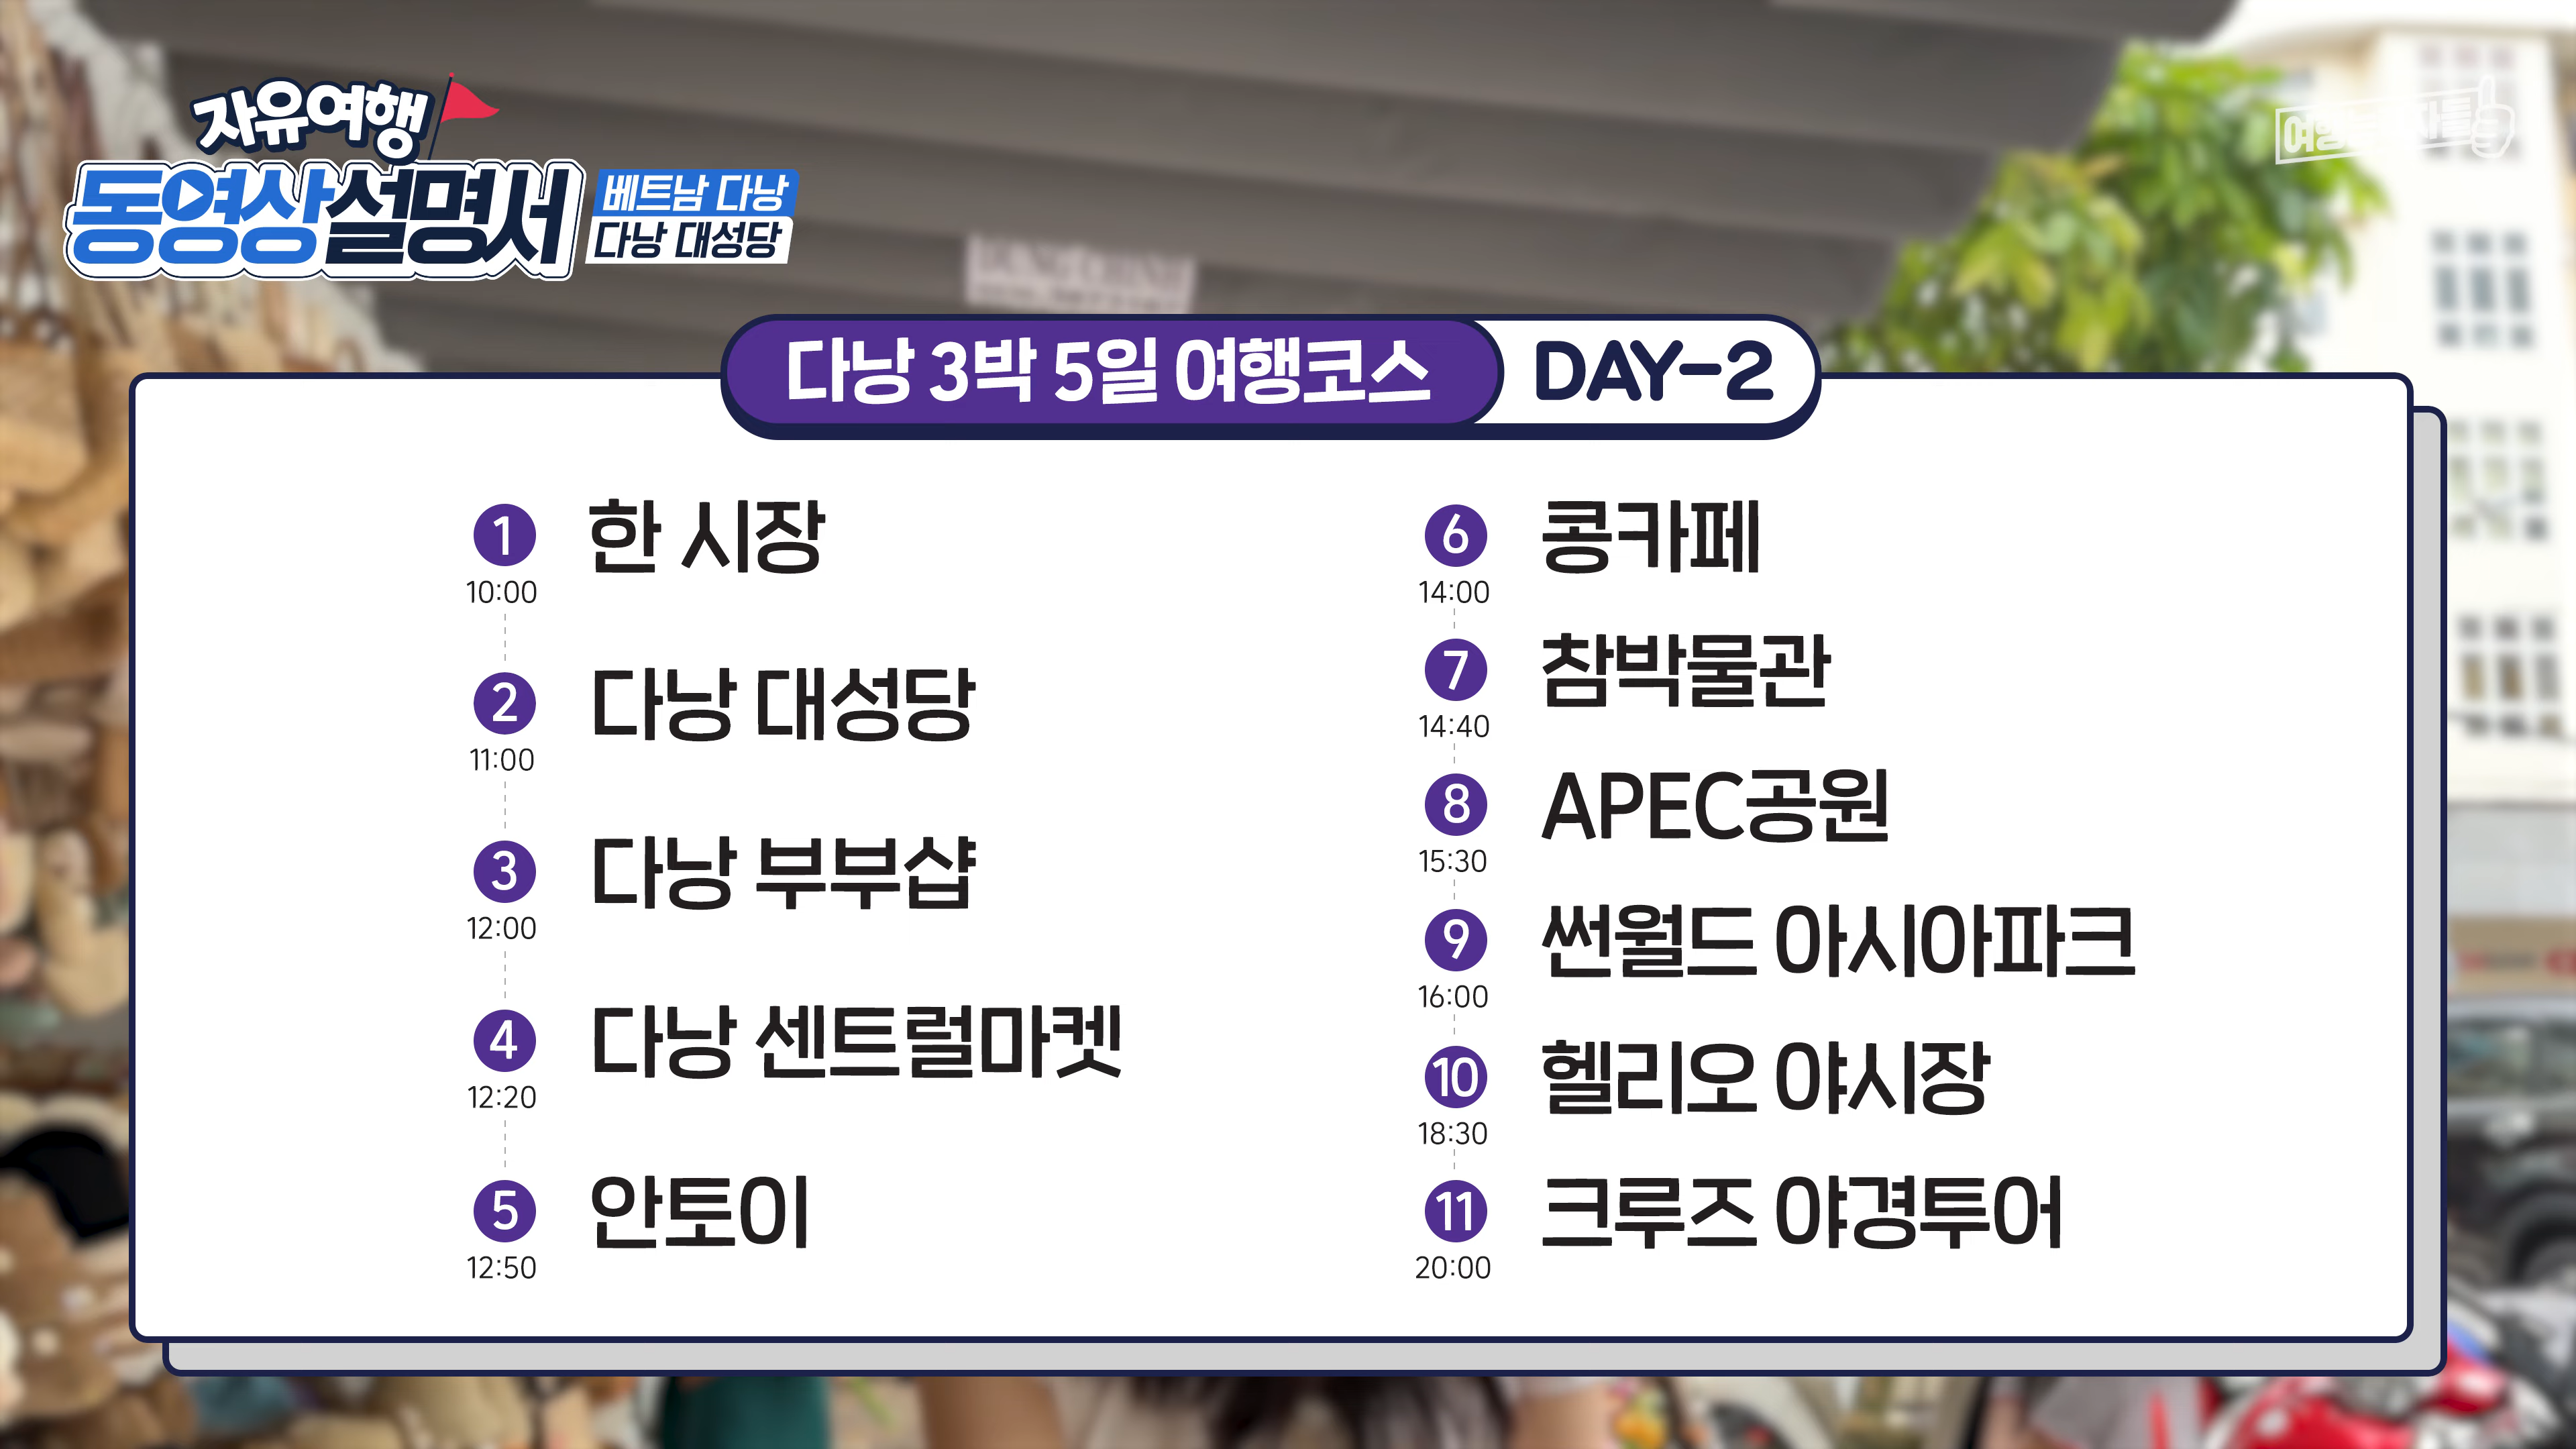 자유여행
동영상설명서
베트남 다낭
다낭 대성당
다낭 3박 5일 여행코스 DAY-2
1 한 시장
10:00
2 다낭 대성당
11:00
3 다낭 부부샵
12:00
4 다낭 센트럴마켓
12:20
5 안토이
12:50
6 콩카페
14:00
7 참박물관
14:40
8 APEC공원
15:30
9 썬월드 아시아파크
16:00
10 헬리오 야시장
18:30
11 크루즈 야경투어
20:00